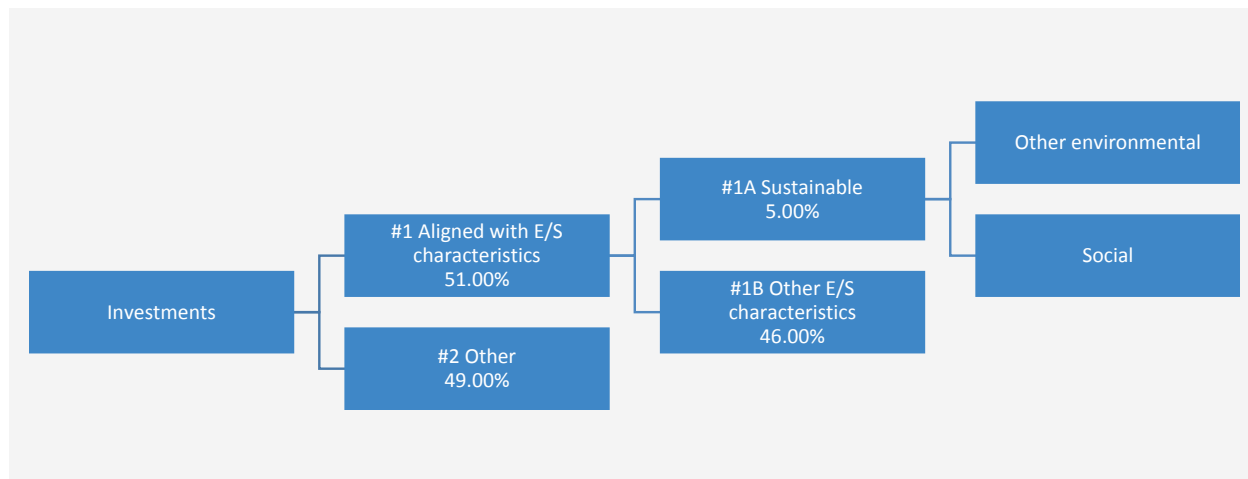 Investments
#1 Aligned with E/S
characteristics
51.00%
#2 Other
49.00%
#1A Sustainable
5.00%
#1B Other E/S
characteristics
46.00%
Other environmental
Social